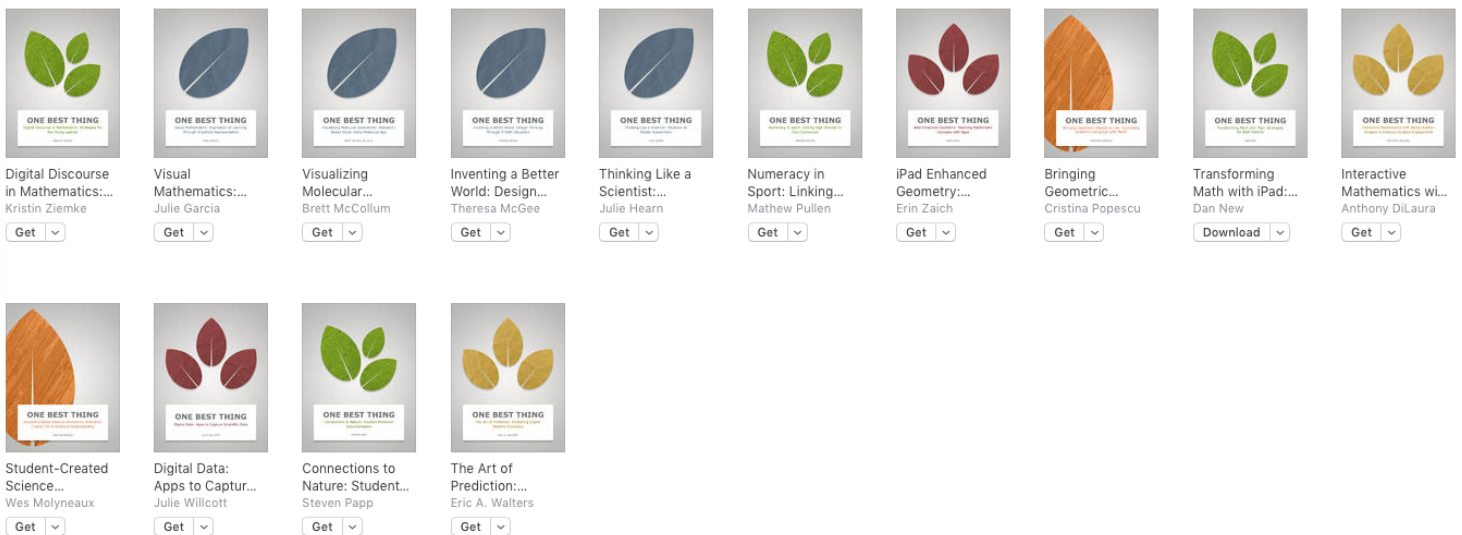 ONE BEST THING
Digital Discourse
in Mathematics:...
Kristin Ziemke
Get
ONE BEST THING
Visual
Mathematics:...
Julie Garcia
Get
ONE BEST THING
Visualizing
Molecular...
Brett McCollum
Get
ONE BEST THING
Inventing a Better
World: Design...
Theresa McGee
Get
ONE BEST THING
Thinking Like a
Scientist:...
Julie Hearn
Get
ONE BEST THING
Numeracy in
Sport: Linking...
Mathew Pullen
Get
ONE BEST THING
iPad Enhanced
Geometry:...
Erin Zaich
Get
ONE BEST THING
Bringing
Geometric...
Cristina Popescu
Get
ONE BEST THING
Transforming
Math with iPad:...
Dan New
Download
ONE BEST THING
Interactive
Mathematics wi...
Anthony DiLaura
Get
ONE BEST THING
Student-Created
Science...
Wes Molyneaux
Get
ONE BEST THING
Digital Data:
Apps to Captur...
Julie Willcott
Get
ONE BEST THING
Connections to
Nature: Student...
Steven Papp
Get
ONE BEST THING
The Art of
Prediction:...
Eric A. Walters
Get